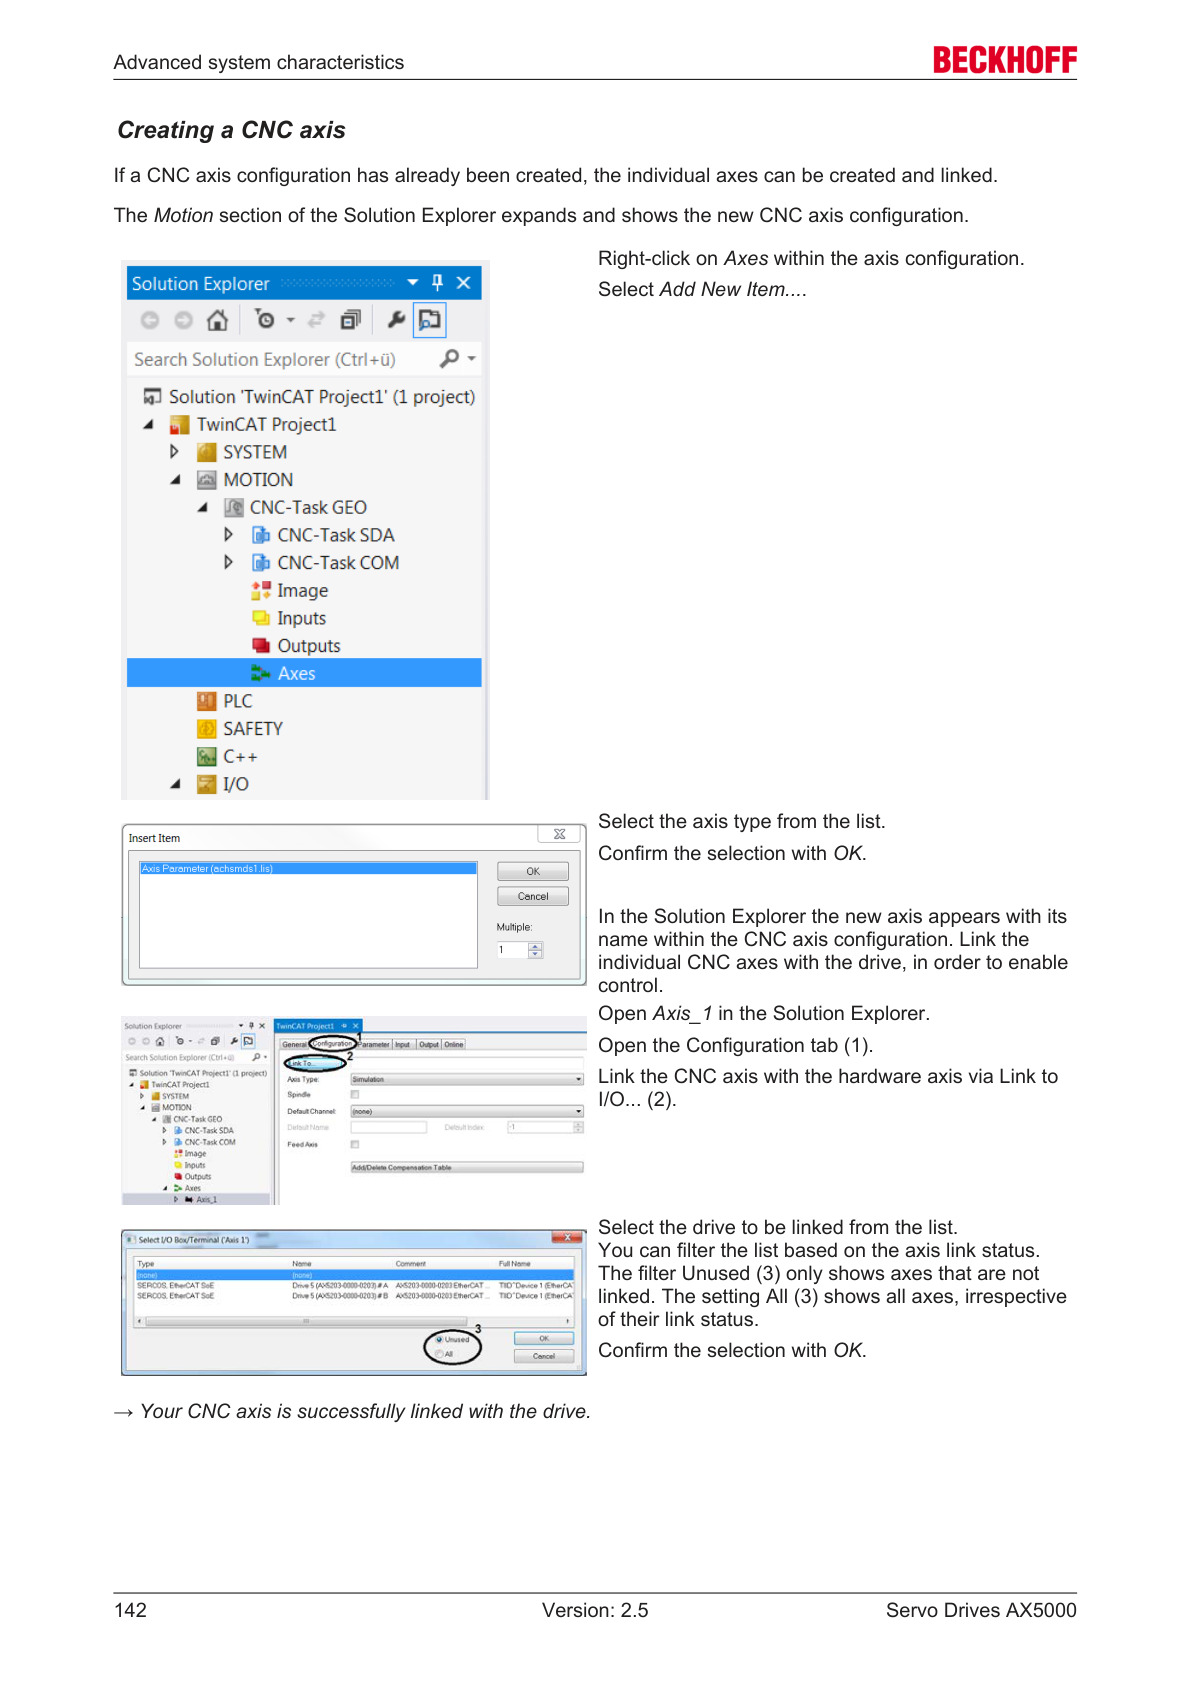 Advanced system characteristics
BECKHOFF
Creating a CNC axis
If a CNC axis configuration has already been created, the individual axes can be created and linked.
The Motion section of the Solution Explorer expands and shows the new CNC axis configuration.
Right-click on Axes within the axis configuration.
Select Add New Item....
Solution Explorer
Search Solution Explorer (Ctrl+ü)
Solution 'TwinCAT Project1' (1 project)
TwinCAT Project1
SYSTEM
MOTION
CNC-Task GEO
CNC-Task SDA
CNC-Task COM
Image
Inputs
Outputs
Axes
PLC
SAFETY
C++
I/O
Select the axis type from the list.
Confirm the selection with OK.
In the Solution Explorer the new axis appears with its
name within the CNC axis configuration. Link the
individual CNC axes with the drive, in order to enable
control.
Insert Item
Axis Parameter (achsmds1.lis)
OK
Cancel
Multiple:
1
Open Axis_1 in the Solution Explorer.
Open the Configuration tab (1).
Link the CNC axis with the hardware axis via Link to
I/O... (2).
Solution Explorer
Search Solution Explorer (Ctrl+ü)
Solution 'TwinCAT Project1' (1 project)
TwinCAT Project1
SYSTEM
MOTION
CNC-Task GEO
CNC-Task SDA
CNC-Task COM
Image
Inputs
Outputs
Axes
Axis_1
TwinCAT Project1
1
General Configuration Parameter Input Output Online
2
Link To...
Axis Type: Simulation
Spindle
Default Channel: (none)
Default Name Default Index -1
Feed Axis
Add/Delete Compensation Table
Select the drive to be linked from the list.
You can filter the list based on the axis link status.
The filter Unused (3) only shows axes that are not
linked. The setting All (3) shows all axes, irrespective
of their link status.
Confirm the selection with OK.
Select I/O Box/Terminal ('Axis 1')
Type Name Comment Full Name
(none) (none)
SERCOS, EtherCAT SoE Drive 5 (AX5203-0000-0203) # A AX5203-0000-0203 EtherCAT ... TIID^Device 1 (EtherCA
SERCOS, EtherCAT SoE Drive 5 (AX5203-0000-0203) # B AX5203-0000-0203 EtherCAT ... TIID^Device 1 (EtherCA
3
Unused
All
OK
Cancel
→ Your CNC axis is successfully linked with the drive.
142 Version: 2.5 Servo Drives AX5000